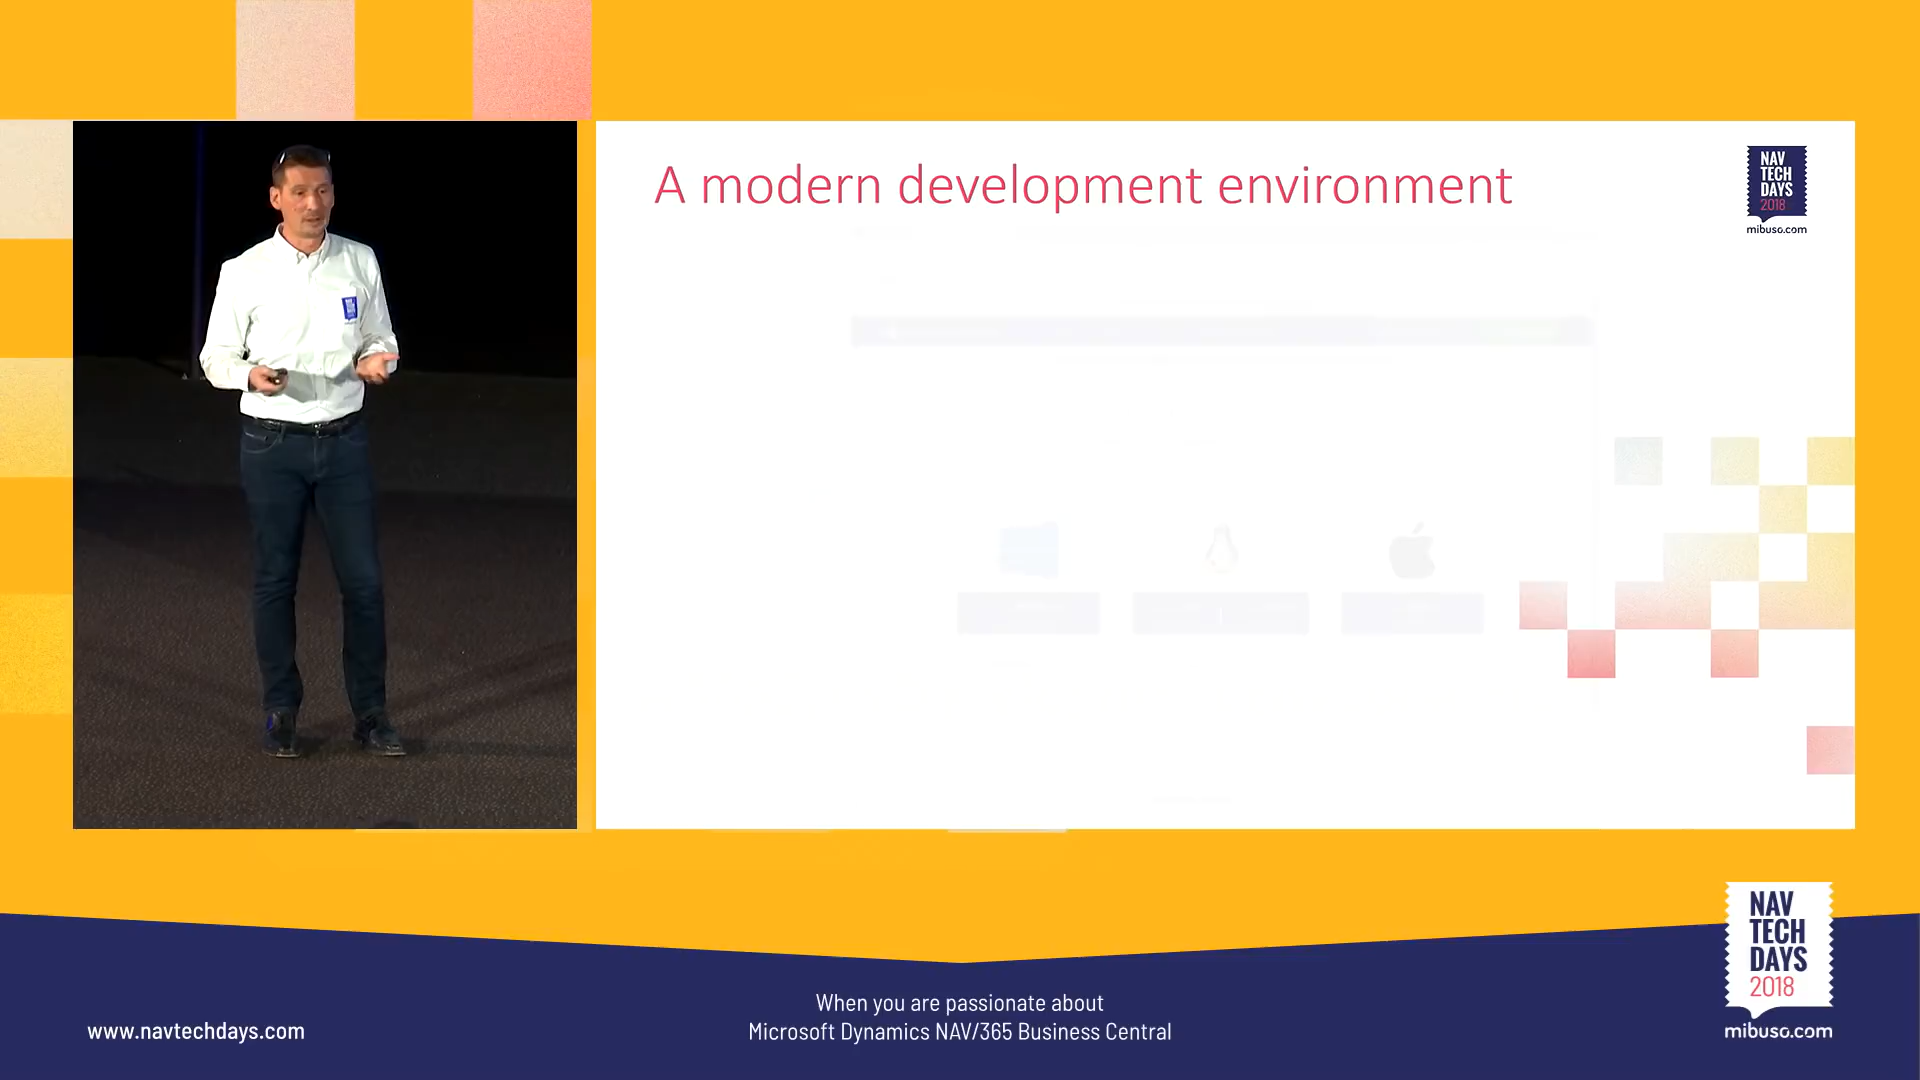 A modern development environment
NAV
TECH
DAYS
2018
mibuso.com
When you are passionate about
Microsoft Dynamics NAV/365 Business Central
www.navtechdays.com
NAV
TECH
DAYS
2018
mibuso.com